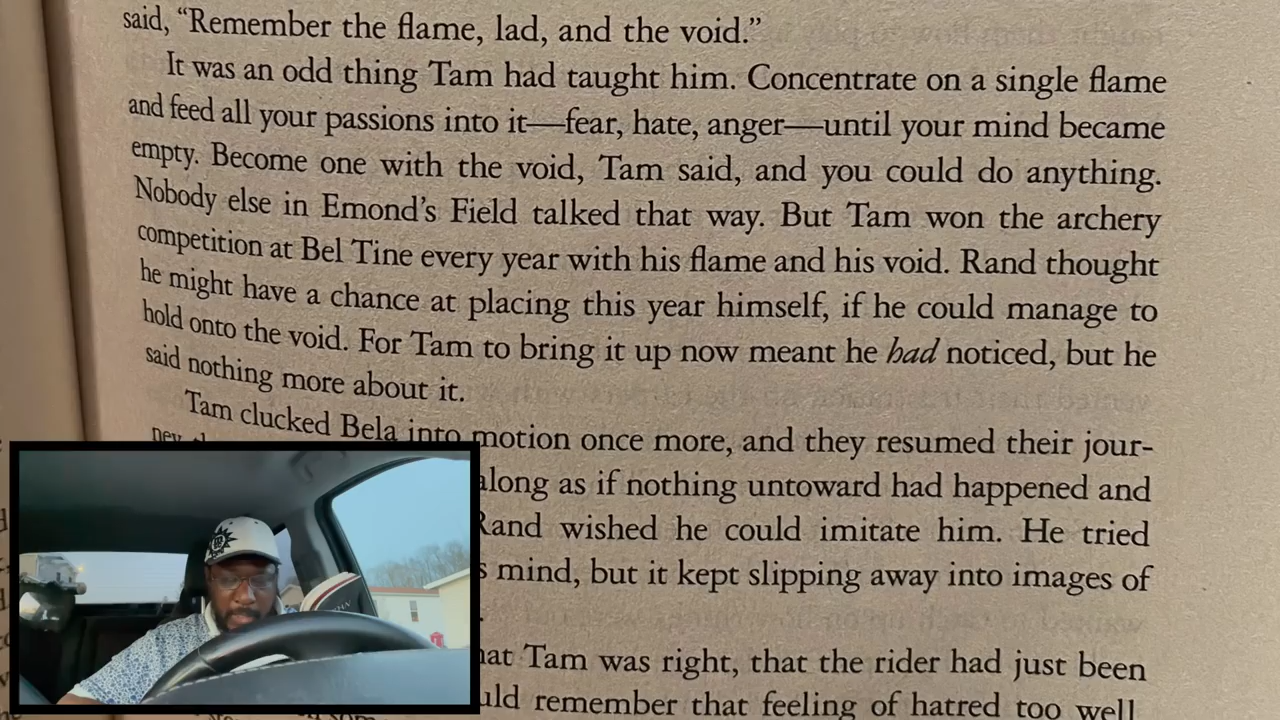 said, “Remember the flame, lad, and the void.”
It was an odd thing Tam had taught him. Concentrate on a single flame
and feed all your passions into it—fear, hate, anger—until your mind became
empty. Become one with the void, Tam said, and you could do anything.
Nobody else in Emond’s Field talked that way. But Tam won the archery
competition at Bel Tine every year with his flame and his void. Rand thought
he might have a chance at placing this year himself, if he could manage to
hold onto the void. For Tam to bring it up now meant he had noticed, but he
said nothing more about it.
Tam clucked Bela into motion once more, and they resumed their jour-
along as if nothing untoward had happened and
Rand wished he could imitate him. He tried
mind, but it kept slipping away into images of
Tam was right, that the rider had just been
remember that feeling of hatred too well